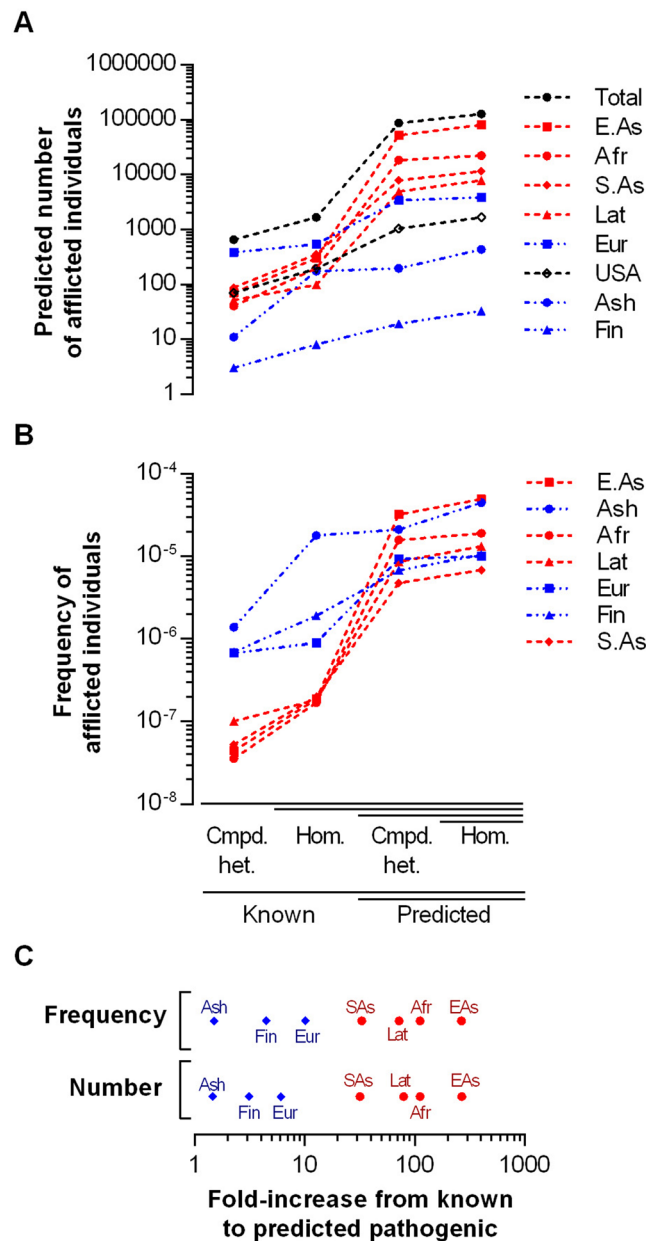 A
Predicted number
of afflicted individuals
1000000
100000
10000
1000
100
10
1
Total
E.As
Afr
S.As
Lat
Eur
USA
Ash
Fin
B
Frequency of
afflicted individuals
10-4
10-5
10-6
10-7
10-8
E.As
Ash
Afr
Lat
Eur
Fin
S.As
Cmpd. Hom. Cmpd. Hom.
het. het.
Known Predicted
C
Frequency
Ash Fin Eur SAs Lat Afr EAs
Number
Ash Fin Eur SAs Lat Afr EAs
1 10 100 1000
Fold-increase from known
to predicted pathogenic